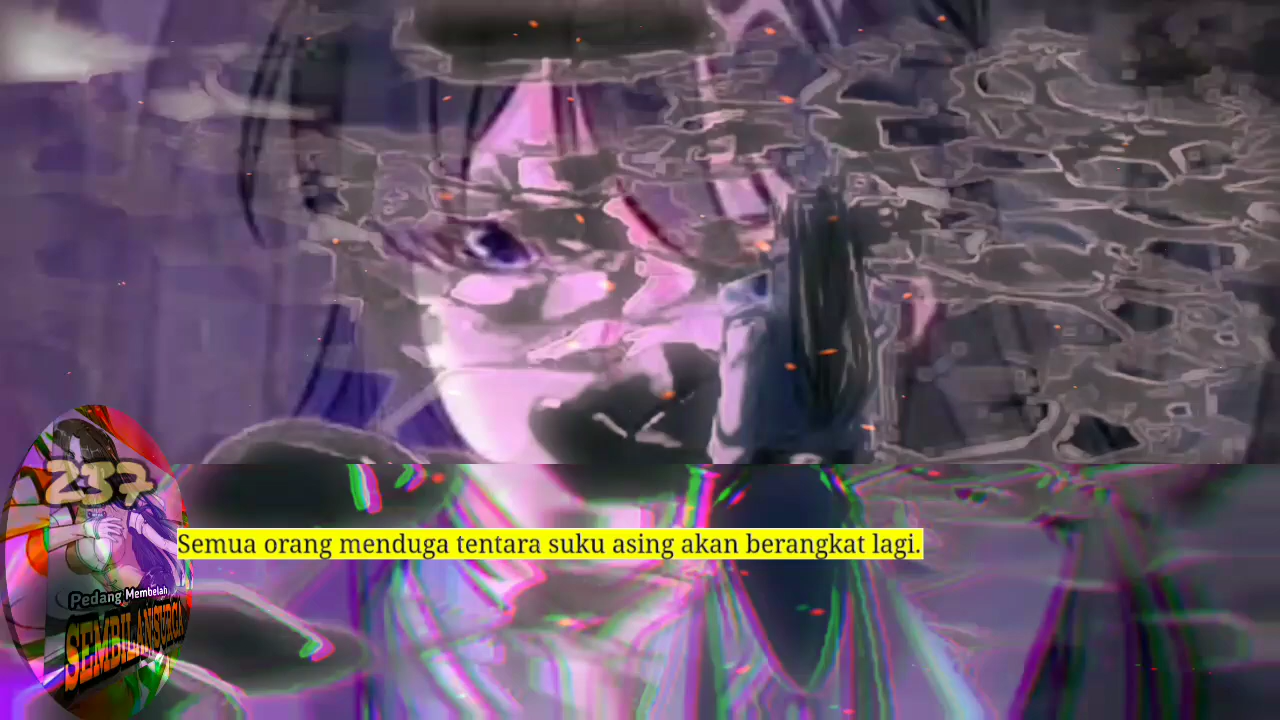 237
Semua orang menduga tentara suku asing akan berangkat lagi.
Pedang Membelah
SEMBILAN SURGA